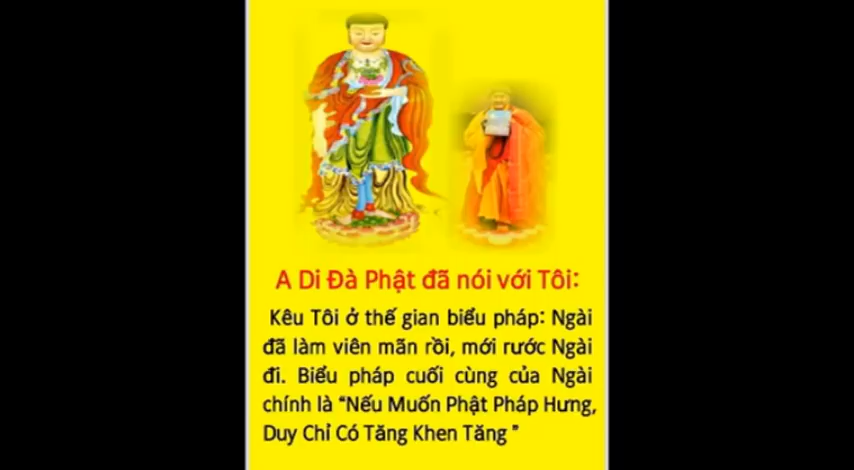 A Di Đà Phật đã nói với Tôi:
Kêu Tôi ở thế gian biểu pháp: Ngài
đã làm viên mãn rồi, mới rước Ngài
đi. Biểu pháp cuối cùng của Ngài
chính là “Nếu Muốn Phật Pháp Hưng,
Duy Chỉ Có Tăng Khen Tăng ”